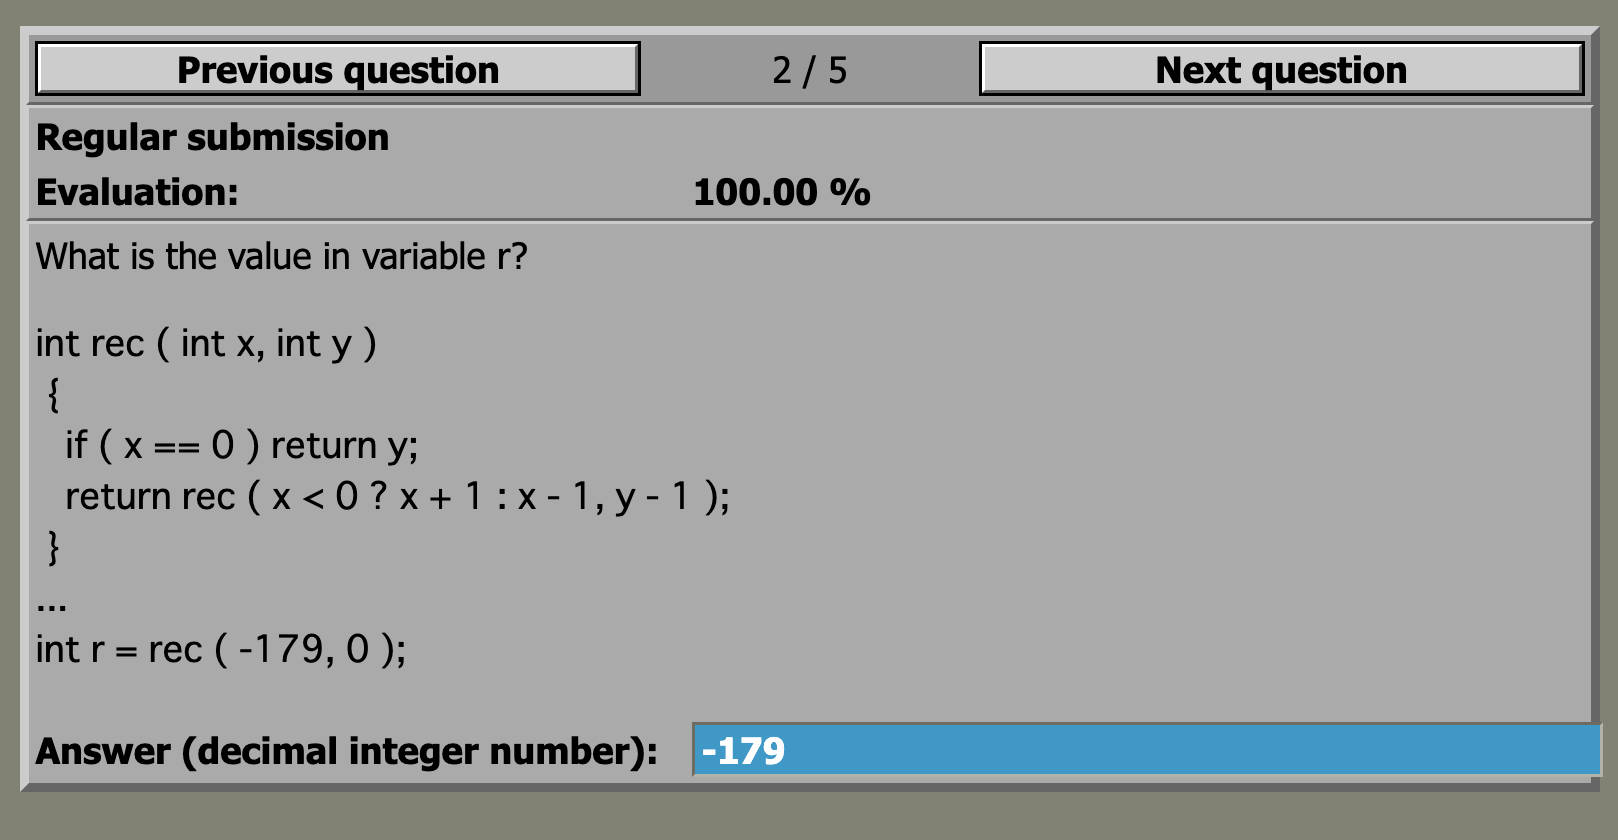 Previous question 2 / 5 Next question
Regular submission
Evaluation: 100.00 %
What is the value in variable r?
int rec ( int x, int y )
{
if ( x == 0 ) return y;
return rec ( x < 0 ? x + 1 : x - 1, y - 1 );
}
...
int r = rec ( -179, 0 );
Answer (decimal integer number): -179